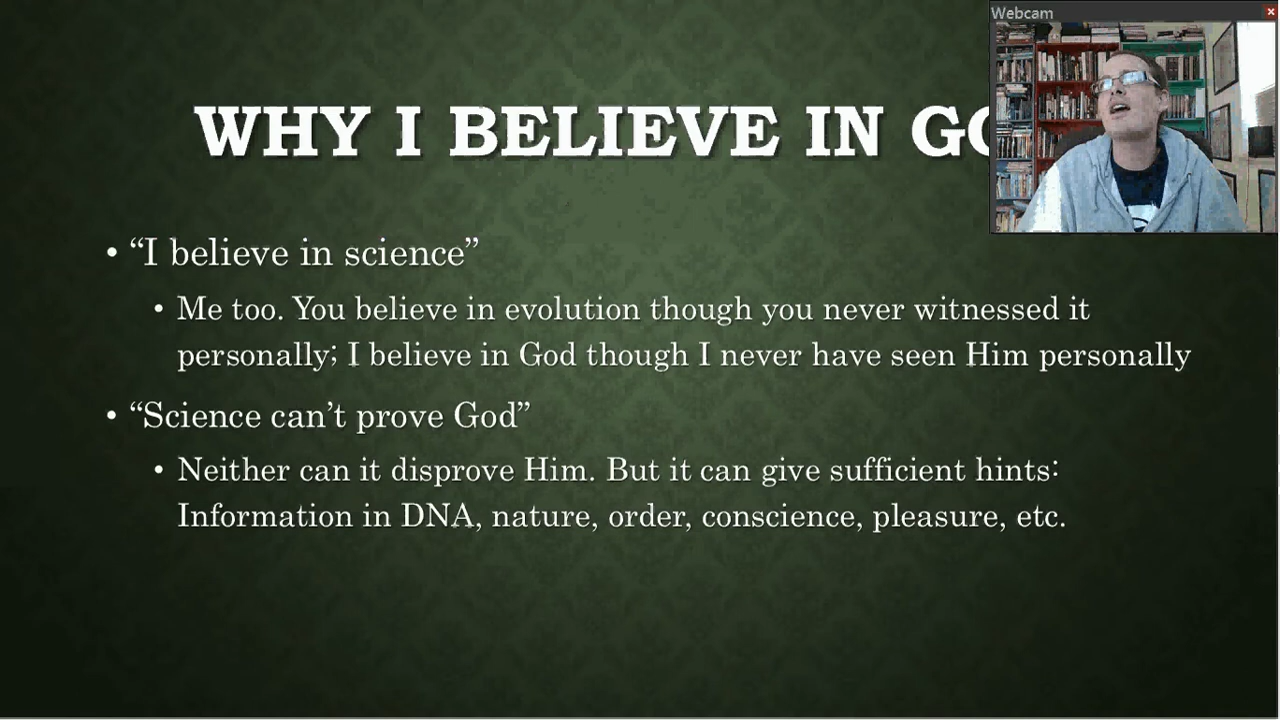 Webcam
WHY I BELIEVE IN
• “I believe in science”
• Me too. You believe in evolution though you never witnessed it
personally; I believe in God though I never have seen Him personally
• “Science can’t prove God”
• Neither can it disprove Him. But it can give sufficient hints:
Information in DNA, nature, order, conscience, pleasure, etc.